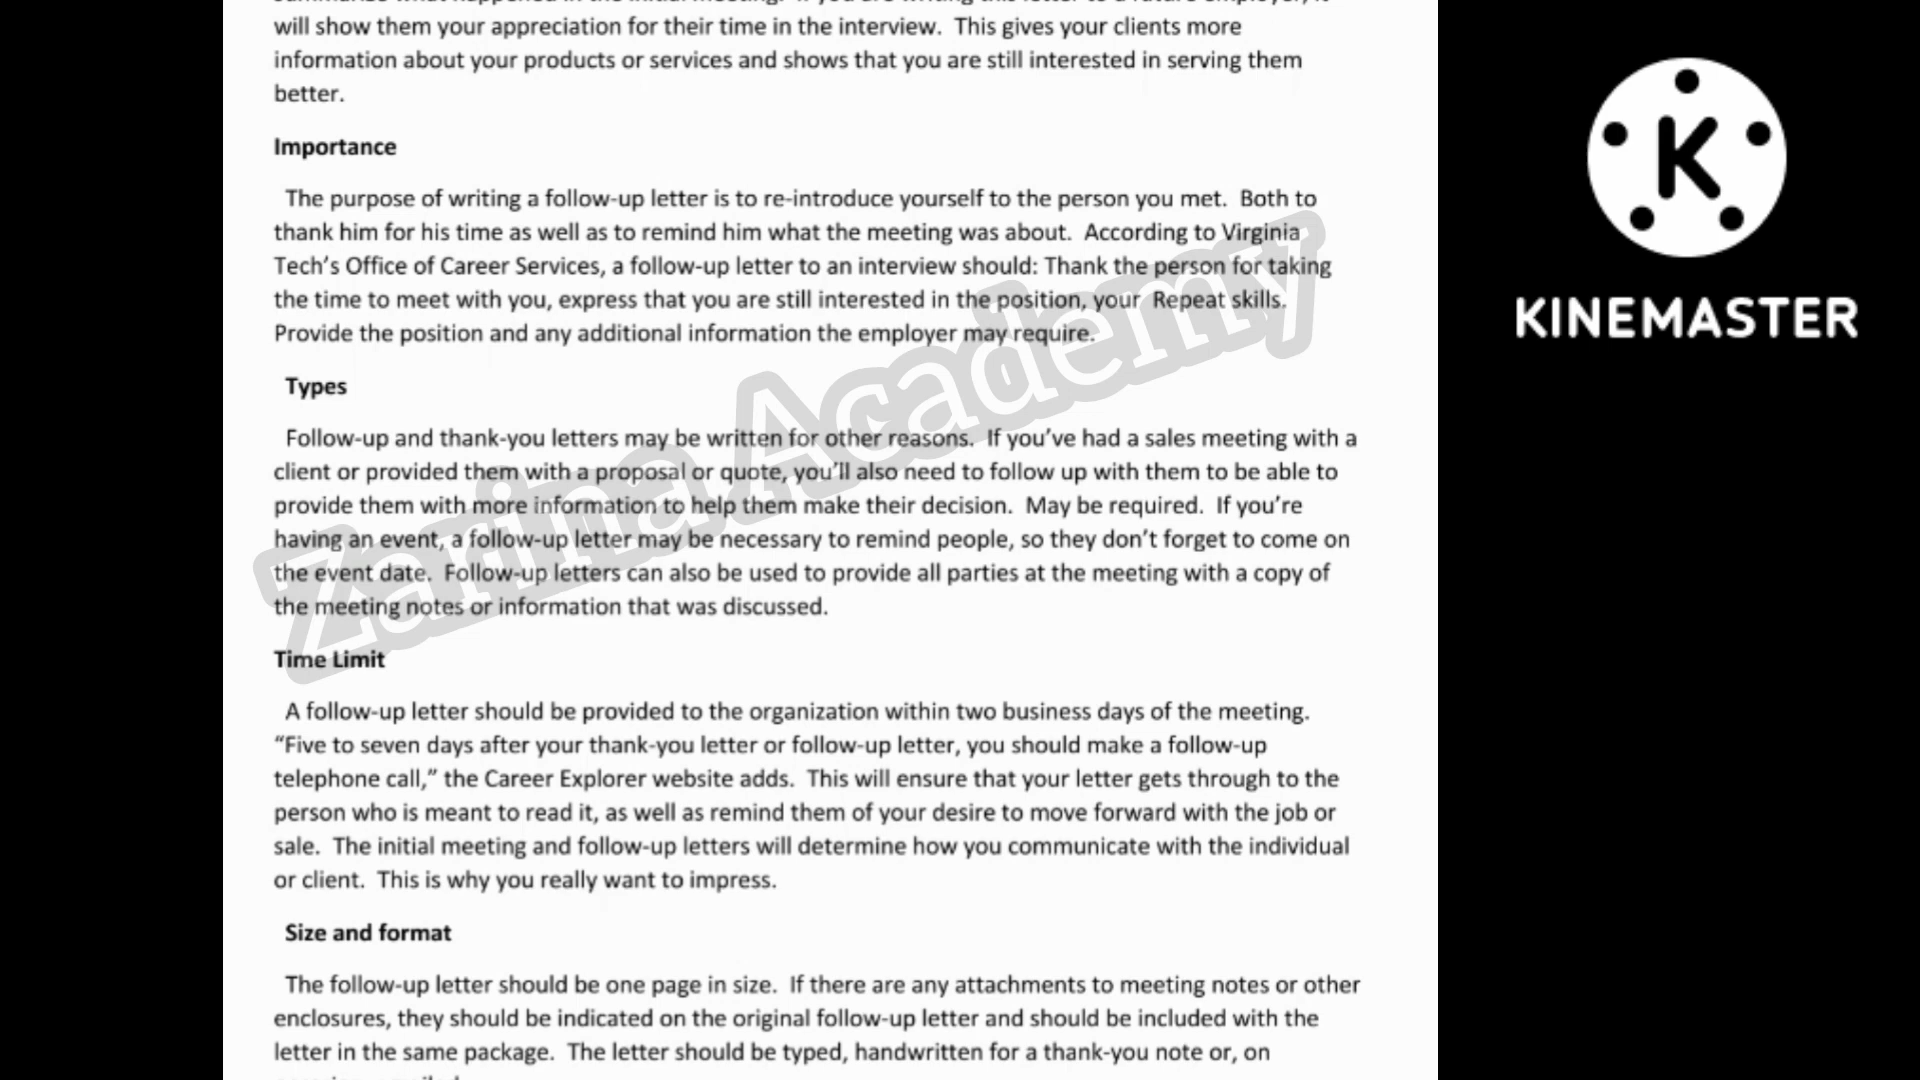 will show them your appreciation for their time in the interview.  This gives your clients more
information about your products or services and shows that you are still interested in serving them
better.
Importance
The purpose of writing a follow-up letter is to re-introduce yourself to the person you met.  Both to
thank him for his time as well as to remind him what the meeting was about.  According to Virginia
Tech’s Office of Career Services, a follow-up letter to an interview should: Thank the person for taking
the time to meet with you, express that you are still interested in the position, your  Repeat skills.
Provide the position and any additional information the employer may require.
Types
Follow-up and thank-you letters may be written for other reasons.  If you’ve had a sales meeting with a
client or provided them with a proposal or quote, you’ll also need to follow up with them to be able to
provide them with more information to help them make their decision.  May be required.  If you’re
having an event, a follow-up letter may be necessary to remind people, so they don’t forget to come on
the event date.  Follow-up letters can also be used to provide all parties at the meeting with a copy of
the meeting notes or information that was discussed.
Time Limit
A follow-up letter should be provided to the organization within two business days of the meeting.
“Five to seven days after your thank-you letter or follow-up letter, you should make a follow-up
telephone call,” the Career Explorer website adds.  This will ensure that your letter gets through to the
person who is meant to read it, as well as remind them of your desire to move forward with the job or
sale.  The initial meeting and follow-up letters will determine how you communicate with the individual
or client.  This is why you really want to impress.
Size and format
The follow-up letter should be one page in size.  If there are any attachments to meeting notes or other
enclosures, they should be indicated on the original follow-up letter and should be included with the
letter in the same package.  The letter should be typed, handwritten for a thank-you note or, on
Zarina Academy
K
KINEMASTER